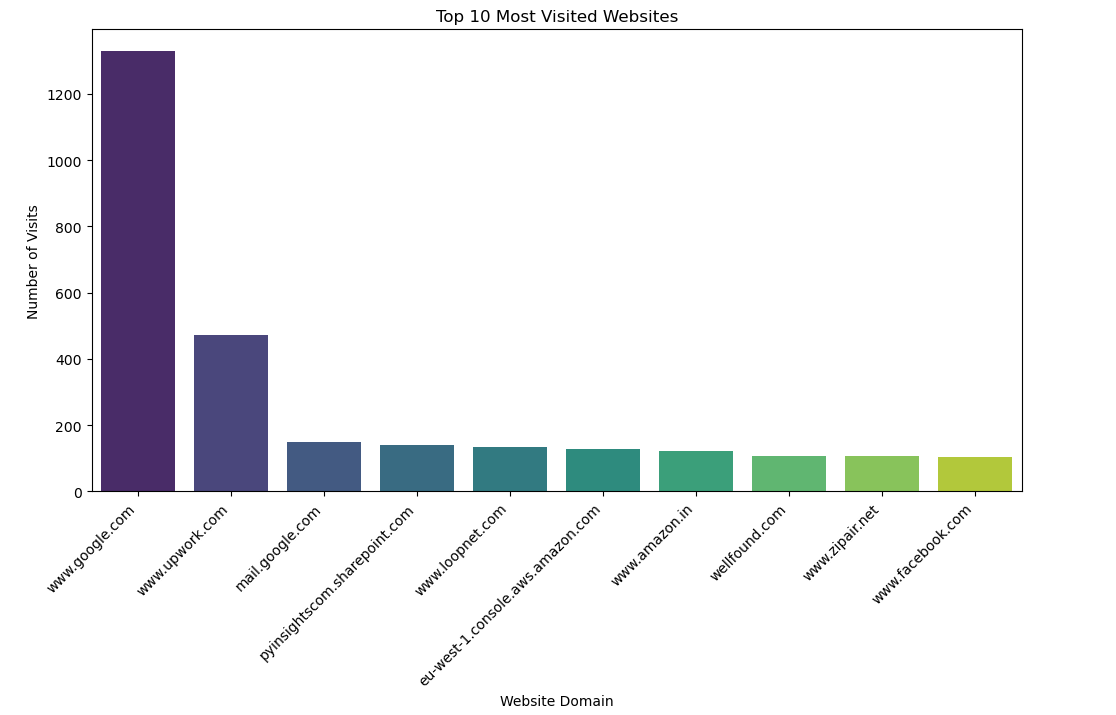 Top 10 Most Visited Websites
Number of Visits
1200
1000
800
600
400
200
0
www.google.com
www.upwork.com
mail.google.com
pyinsightscom.sharepoint.com
www.loopnet.com
eu-west-1.console.aws.amazon.com
www.amazon.in
wellfound.com
www.zipair.net
www.facebook.com
Website Domain